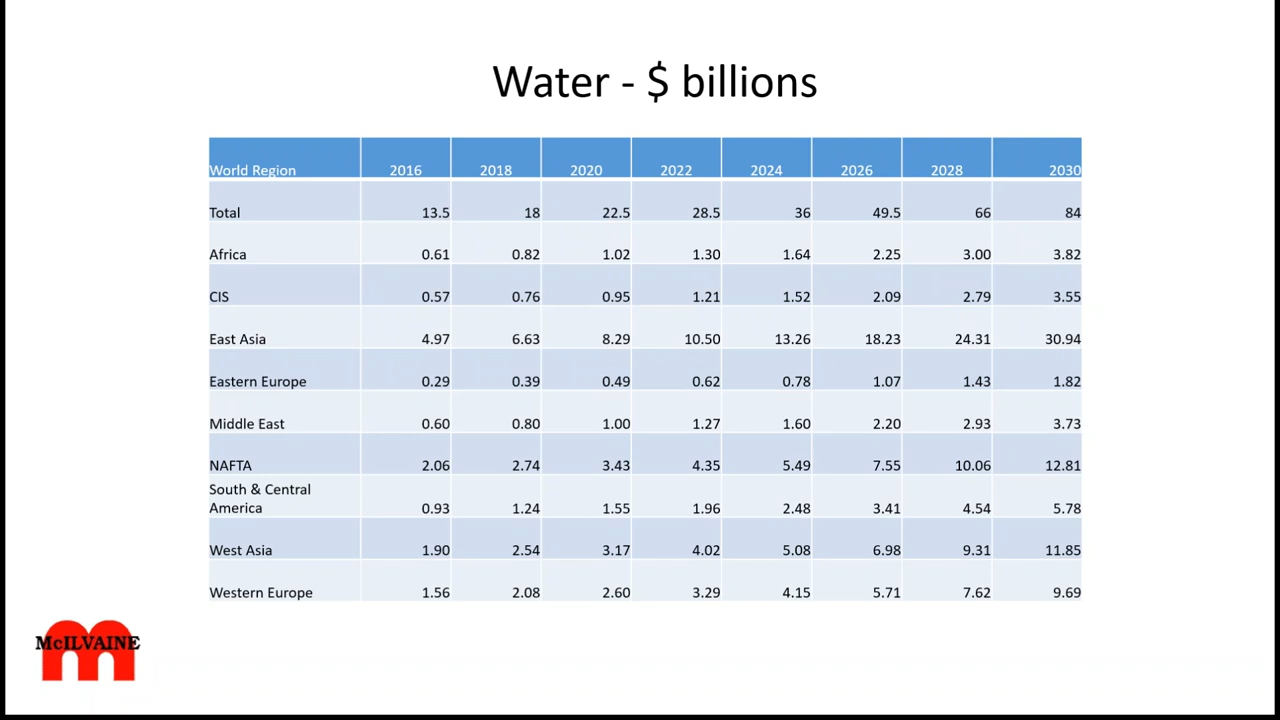 Water - $ billions
World Region 2016 2018 2020 2022 2024 2026 2028 2030
Total 13.5 18 22.5 28.5 36 49.5 66 84
Africa 0.61 0.82 1.02 1.30 1.64 2.25 3.00 3.82
CIS 0.57 0.76 0.95 1.21 1.52 2.09 2.79 3.55
East Asia 4.97 6.63 8.29 10.50 13.26 18.23 24.31 30.94
Eastern Europe 0.29 0.39 0.49 0.62 0.78 1.07 1.43 1.82
Middle East 0.60 0.80 1.00 1.27 1.60 2.20 2.93 3.73
NAFTA 2.06 2.74 3.43 4.35 5.49 7.55 10.06 12.81
South & Central
America 0.93 1.24 1.55 1.96 2.48 3.41 4.54 5.78
West Asia 1.90 2.54 3.17 4.02 5.08 6.98 9.31 11.85
Western Europe 1.56 2.08 2.60 3.29 4.15 5.71 7.62 9.69
McILVAINE